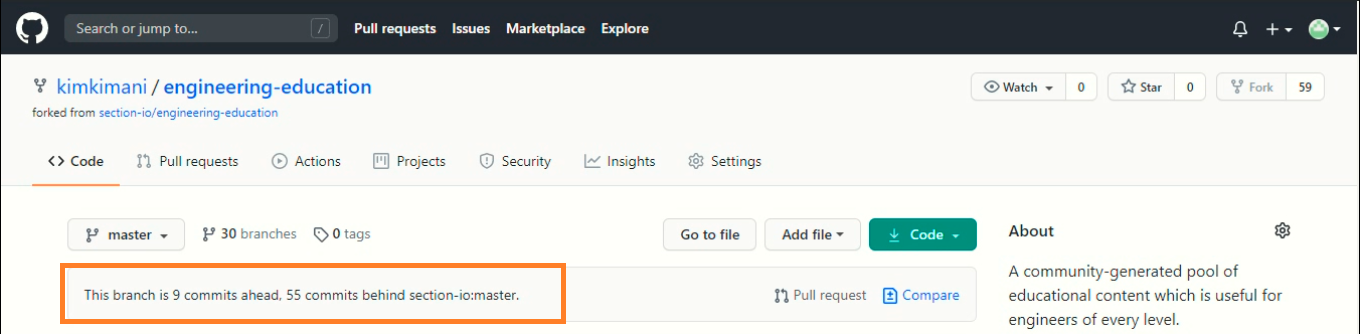 Search or jump to... /
Pull requests Issues Marketplace Explore
kimkimani / engineering-education
forked from section-io/engineering-education
Watch 0 Star 0 Fork 59
Code Pull requests Actions Projects Security Insights Settings
master 30 branches 0 tags
Go to file Add file Code
This branch is 9 commits ahead, 55 commits behind section-io:master.
Pull request Compare
About
A community-generated pool of
educational content which is useful for
engineers of every level.